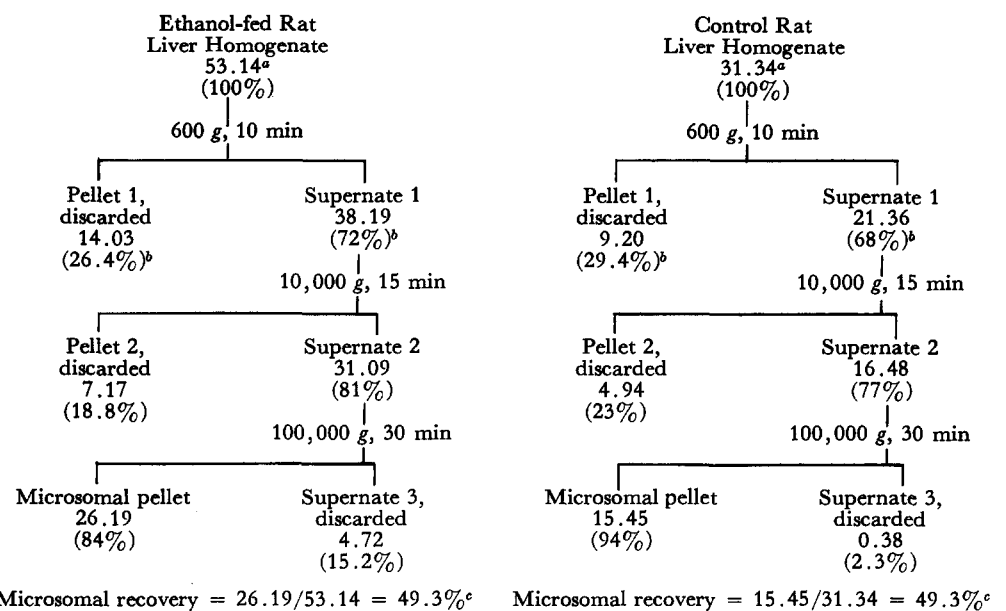 Ethanol-fed Rat
Liver Homogenate
53.14ᵃ
(100%)
600 g, 10 min
Pellet 1,
discarded
14.03
(26.4%)ᵇ
Supernate 1
38.19
(72%)ᵇ
10,000 g, 15 min
Pellet 2,
discarded
7.17
(18.8%)
Supernate 2
31.09
(81%)
100,000 g, 30 min
Microsomal pellet
26.19
(84%)
Supernate 3,
discarded
4.72
(15.2%)
Microsomal recovery = 26.19/53.14 = 49.3%ᶜ
Control Rat
Liver Homogenate
31.34ᵃ
(100%)
600 g, 10 min
Pellet 1,
discarded
9.20
(29.4%)ᵇ
Supernate 1
21.36
(68%)ᵇ
10,000 g, 15 min
Pellet 2,
discarded
4.94
(23%)
Supernate 2
16.48
(77%)
100,000 g, 30 min
Microsomal pellet
15.45
(94%)
Supernate 3,
discarded
0.38
(2.3%)
Microsomal recovery = 15.45/31.34 = 49.3%ᶜ